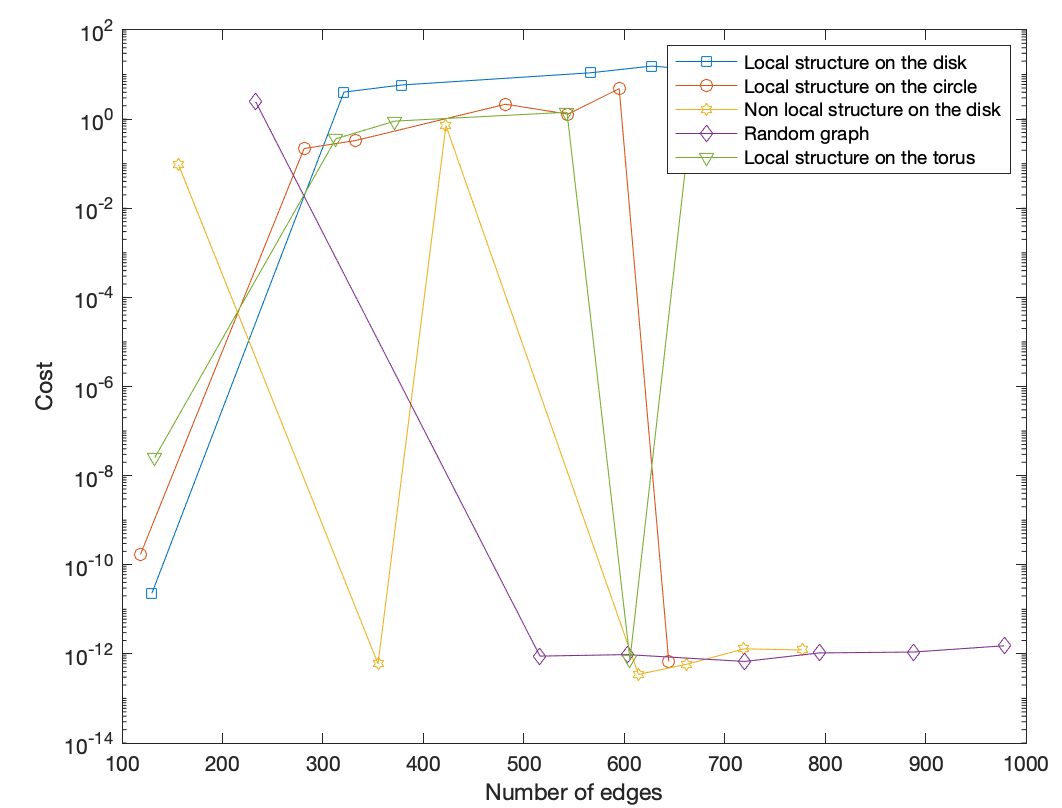 10^2
10^0
10^-2
10^-4
10^-6
10^-8
10^-10
10^-12
10^-14
Cost
Local structure on the disk
Local structure on the circle
Non local structure on the disk
Random graph
Local structure on the torus
100 200 300 400 500 600 700 800 900 1000
Number of edges